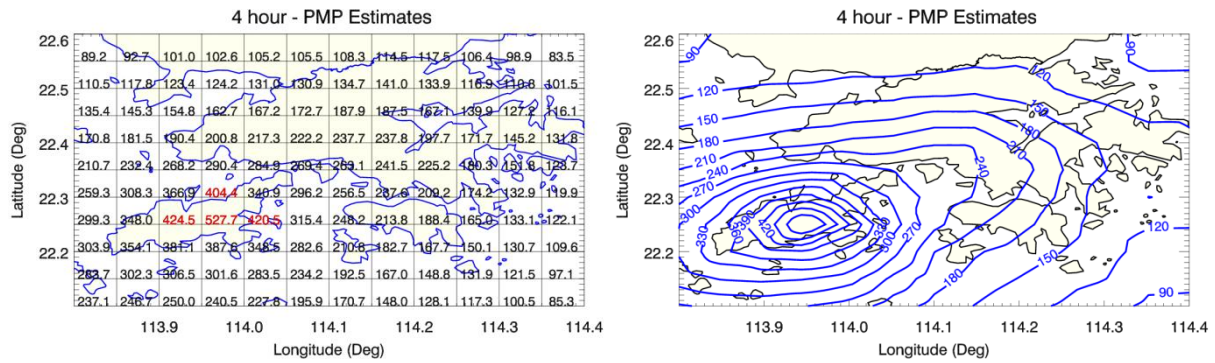 4 hour - PMP Estimates
22.6
89.2 92.7 101.0 102.6 105.2 105.5 108.3 114.5 117.5 106.4 98.9 83.5
110.5 117.8 123.4 124.2 131.0 130.9 134.7 141.0 133.9 116.9 110.8 101.5
22.5
135.4 145.3 154.8 162.7 167.2 172.7 187.9 187.5 167.1 139.9 127.2 116.1
170.8 181.5 190.4 200.8 217.3 222.2 237.7 237.8 197.7 171.7 145.2 131.8
22.4
210.7 232.4 268.2 290.4 284.9 269.4 241.5 225.2 180.3 151.6
259.3 308.3 366.9 404.4 340.9 296.2 256.5 287.6 209.2 174.2 132.9 119.9
22.3
299.3 348.0 424.5 527.7 420.5 315.4 248.2 213.8 188.4 165.0 133.1 122.1
303.9 354.1 387.6 348.5 282.6 210.8 182.7 167.7 150.1 130.7 109.6
22.2
283.7 302.3 306.5 301.6 283.5 234.2 192.5 167.0 148.8 131.9 121.5 97.1
237.1 246.7 250.0 240.5 227.8 195.9 170.7 148.0 128.1 117.3 100.5 85.3
113.9 114.0 114.1 114.2 114.3 114.4
Longitude (Deg)
Latitude (Deg)
4 hour - PMP Estimates
22.6
22.5
22.4
22.3
22.2
90
90
120
120
150
150
180
180
210
210
240
240
270
270
300
330
360
390
420
330
300
270
180
150
120
90
113.9 114.0 114.1 114.2 114.3 114.4
Longitude (Deg)
Latitude (Deg)